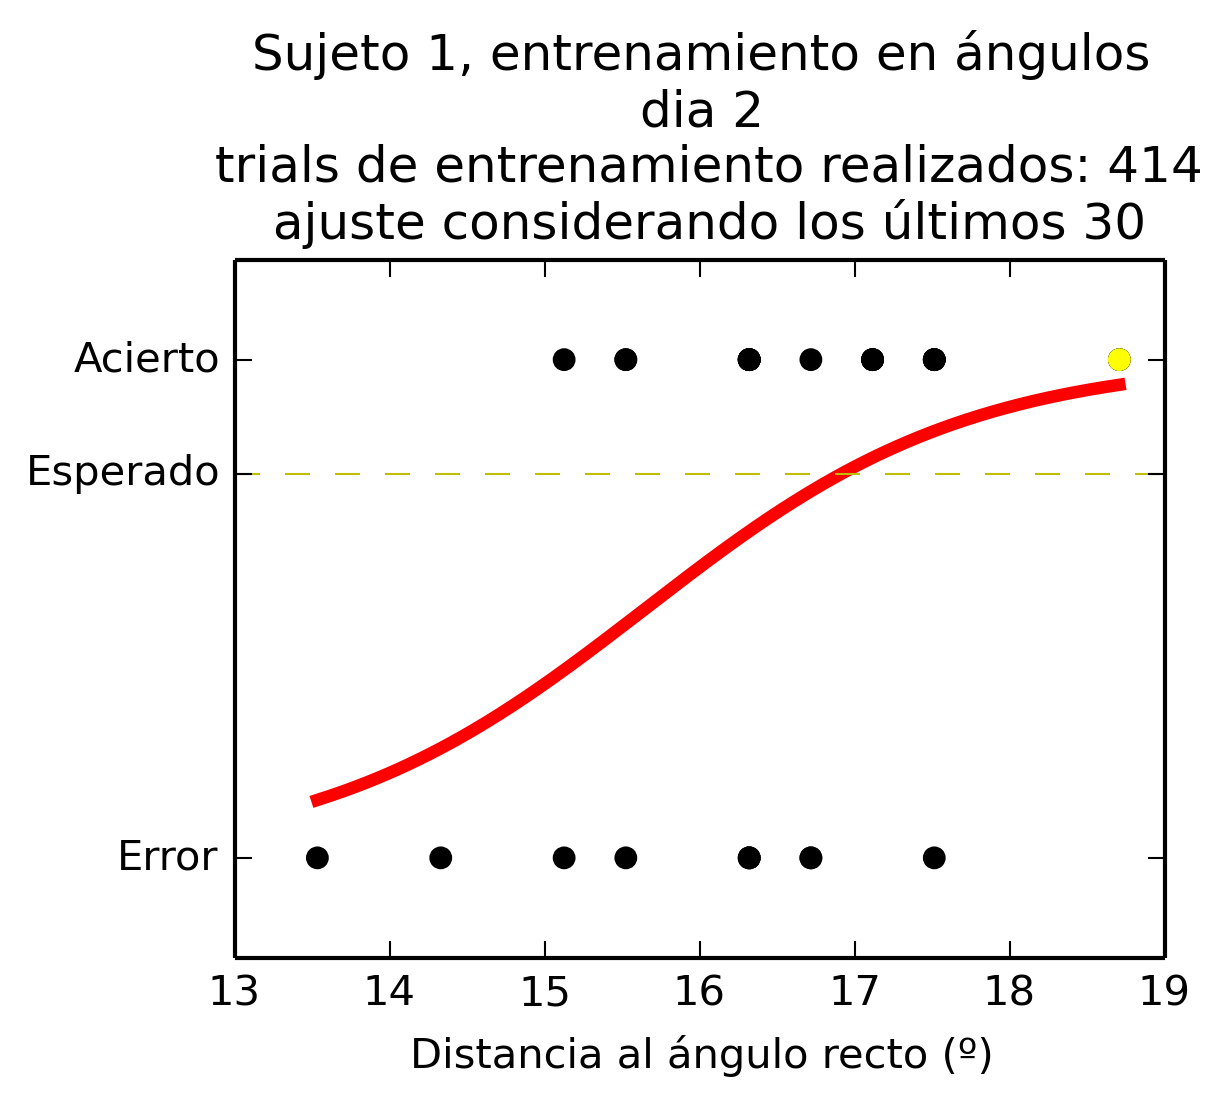 Sujeto 1, entrenamiento en ángulos
dia 2
trials de entrenamiento realizados: 414
ajuste considerando los últimos 30
Acierto
Esperado
Error
13 14 15 16 17 18 19
Distancia al ángulo recto (º)